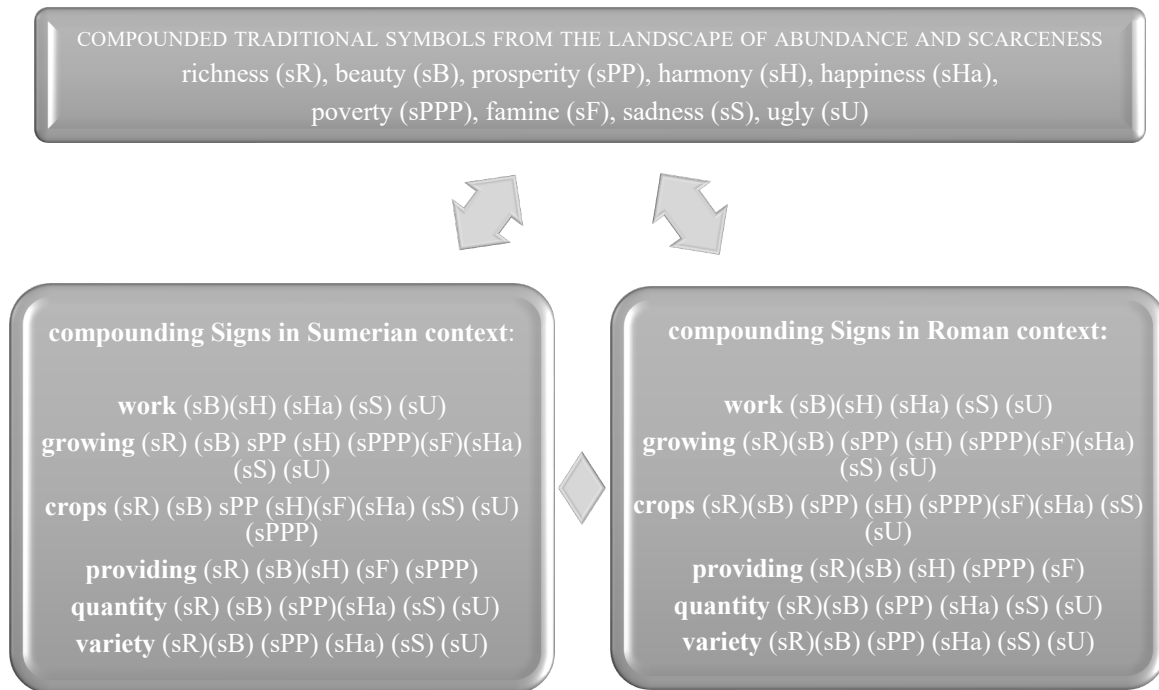 COMPOUNDED TRADITIONAL SYMBOLS FROM THE LANDSCAPE OF ABUNDANCE AND SCARCENESS
richness (sR), beauty (sB), prosperity (sPP), harmony (sH), happiness (sHa),
poverty (sPPP), famine (sF), sadness (sS), ugly (sU)
compounding Signs in Sumerian context:
work (sB)(sH) (sHa) (sS) (sU)
growing (sR) (sB) sPP (sH) (sPPP)(sF)(sHa)
(sS) (sU)
crops (sR) (sB) sPP (sH)(sF)(sHa) (sS) (sU)
(sPPP)
providing (sR) (sB)(sH) (sF) (sPPP)
quantity (sR) (sB) (sPP)(sHa) (sS) (sU)
variety (sR)(sB) (sPP) (sHa) (sS) (sU)
compounding Signs in Roman context:
work (sB)(sH) (sHa) (sS) (sU)
growing (sR)(sB) (sPP) (sH) (sPPP)(sF)(sHa)
(sS) (sU)
crops (sR)(sB) (sPP) (sH) (sPPP)(sF)(sHa) (sS)
(sU)
providing (sR)(sB) (sH) (sPPP) (sF)
quantity (sR)(sB) (sPP) (sHa) (sS) (sU)
variety (sR)(sB) (sPP) (sHa) (sS) (sU)